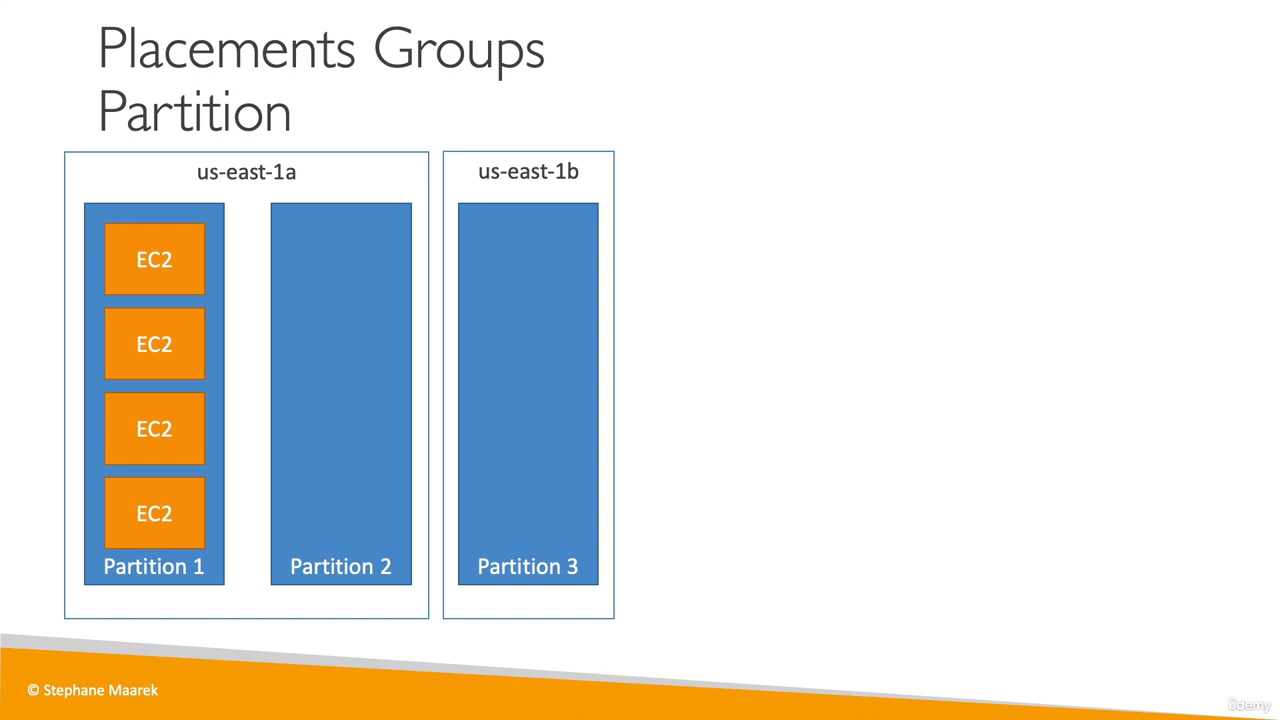 Placements Groups
Partition
us-east-1a
us-east-1b
EC2
EC2
EC2
EC2
Partition 1
Partition 2
Partition 3
© Stephane Maarek
ûdemy